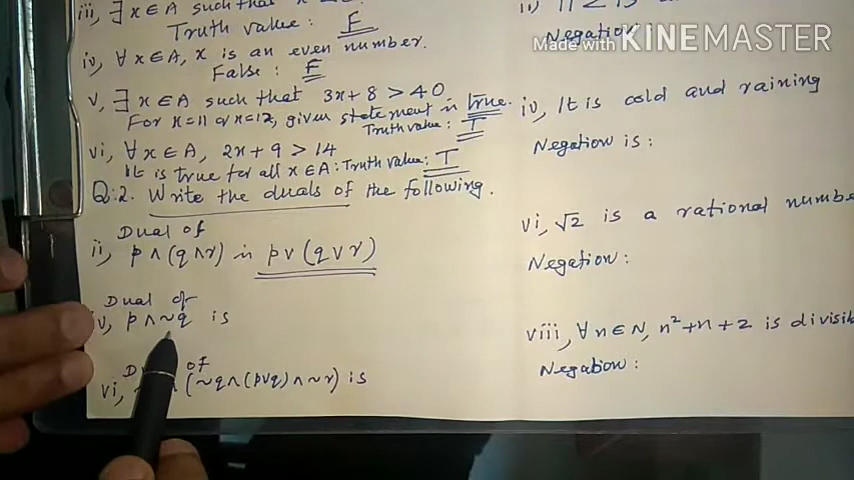 iii, ∃ x ∈ A such that
Truth value : F
iv, ∀ x ∈ A, x is an even number.
False : F
v, ∃ x ∈ A such that 3x + 8 > 40
For x=11 or x=12, given statement is true.
Truth value : T
vi, ∀ x ∈ A, 2x + 9 > 14
It is true for all x ∈ A : Truth value : T
Q:2. Write the duals of the following.
Dual of
ii, p ∧ (q ∧ r) is p ∨ (q ∨ r)
Dual of
iv, p ∧ ~q is
of
vi, (~q ∧ (p ∨ q) ∧ ~r) is
Negation
Made with KINEMASTER
iv, It is cold and raining
Negation is :
vi, √2 is a rational number
Negation :
viii, ∀ n ∈ N, n² + n + 2 is divisib
Negation :